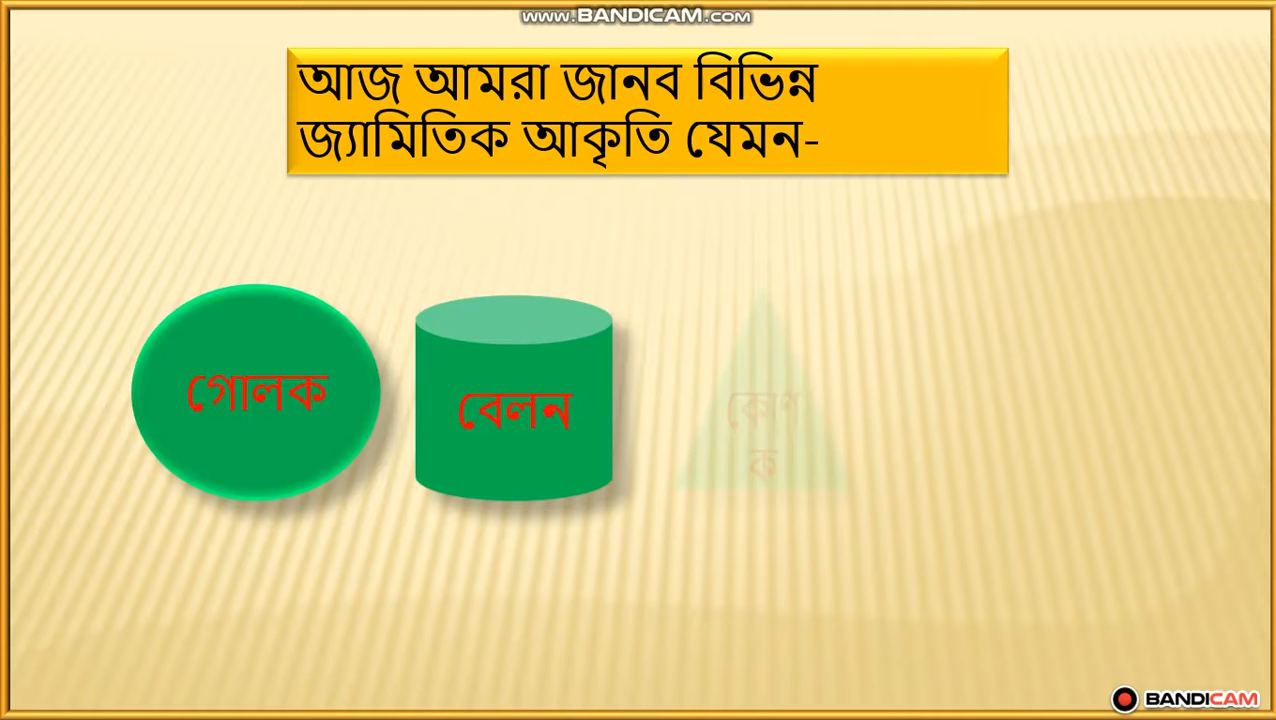 www.BANDICAM.com
আজ আমরা জানব বিভিন্ন
জ্যামিতিক আকৃতি যেমন-
গোলক
বেলন
কোণ
ক
BANDICAM